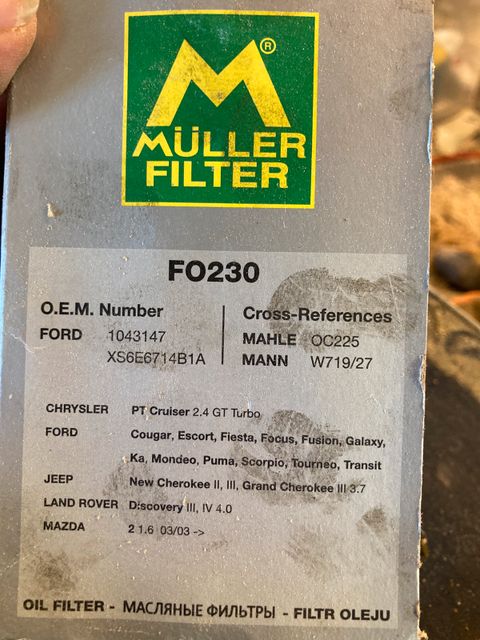 ®
MÜLLER
FILTER
FO230
O.E.M. Number
FORD 1043147
XS6E6714B1A
Cross-References
MAHLE OC225
MANN W719/27
CHRYSLER PT Cruiser 2.4 GT Turbo
FORD Cougar, Escort, Fiesta, Focus, Fusion, Galaxy,
Ka, Mondeo, Puma, Scorpio, Tourneo, Transit
JEEP New Cherokee II, III, Grand Cherokee III 3.7
LAND ROVER Discovery III, IV 4.0
MAZDA 2 1.6 03/03 ->
OIL FILTER - МАСЛЯНЫЕ ФИЛЬТРЫ - FILTR OLEJU